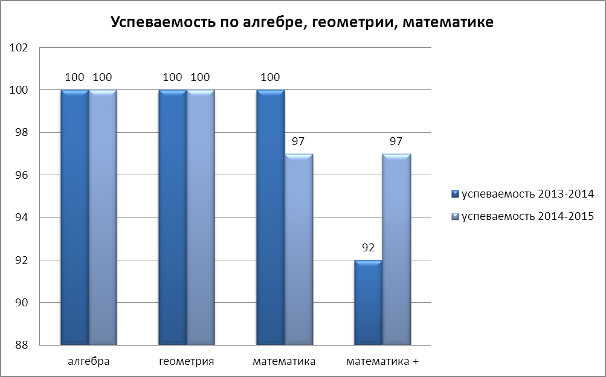 Успеваемость по алгебре, геометрии, математике
102
100
98
96
94
92
90
88
100 100 100 100 100 97 92 97
алгебра геометрия математика математика +
успеваемость 2013-2014
успеваемость 2014-2015